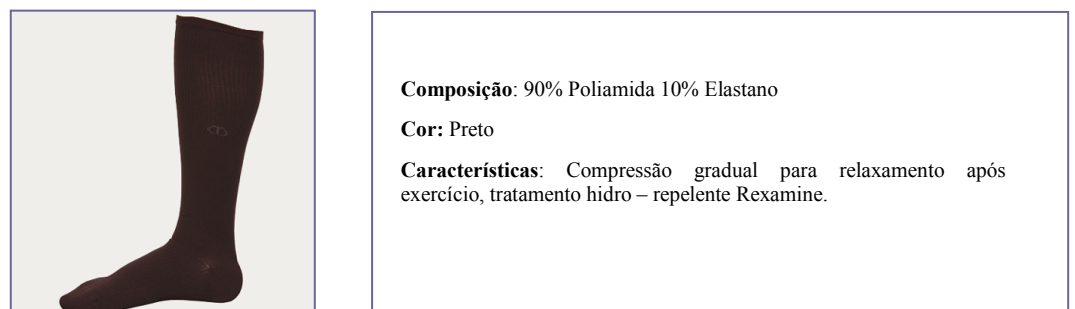 Composição: 90% Poliamida 10% Elastano
Cor: Preto
Características: Compressão gradual para relaxamento após
exercício, tratamento hidro – repelente Rexamine.